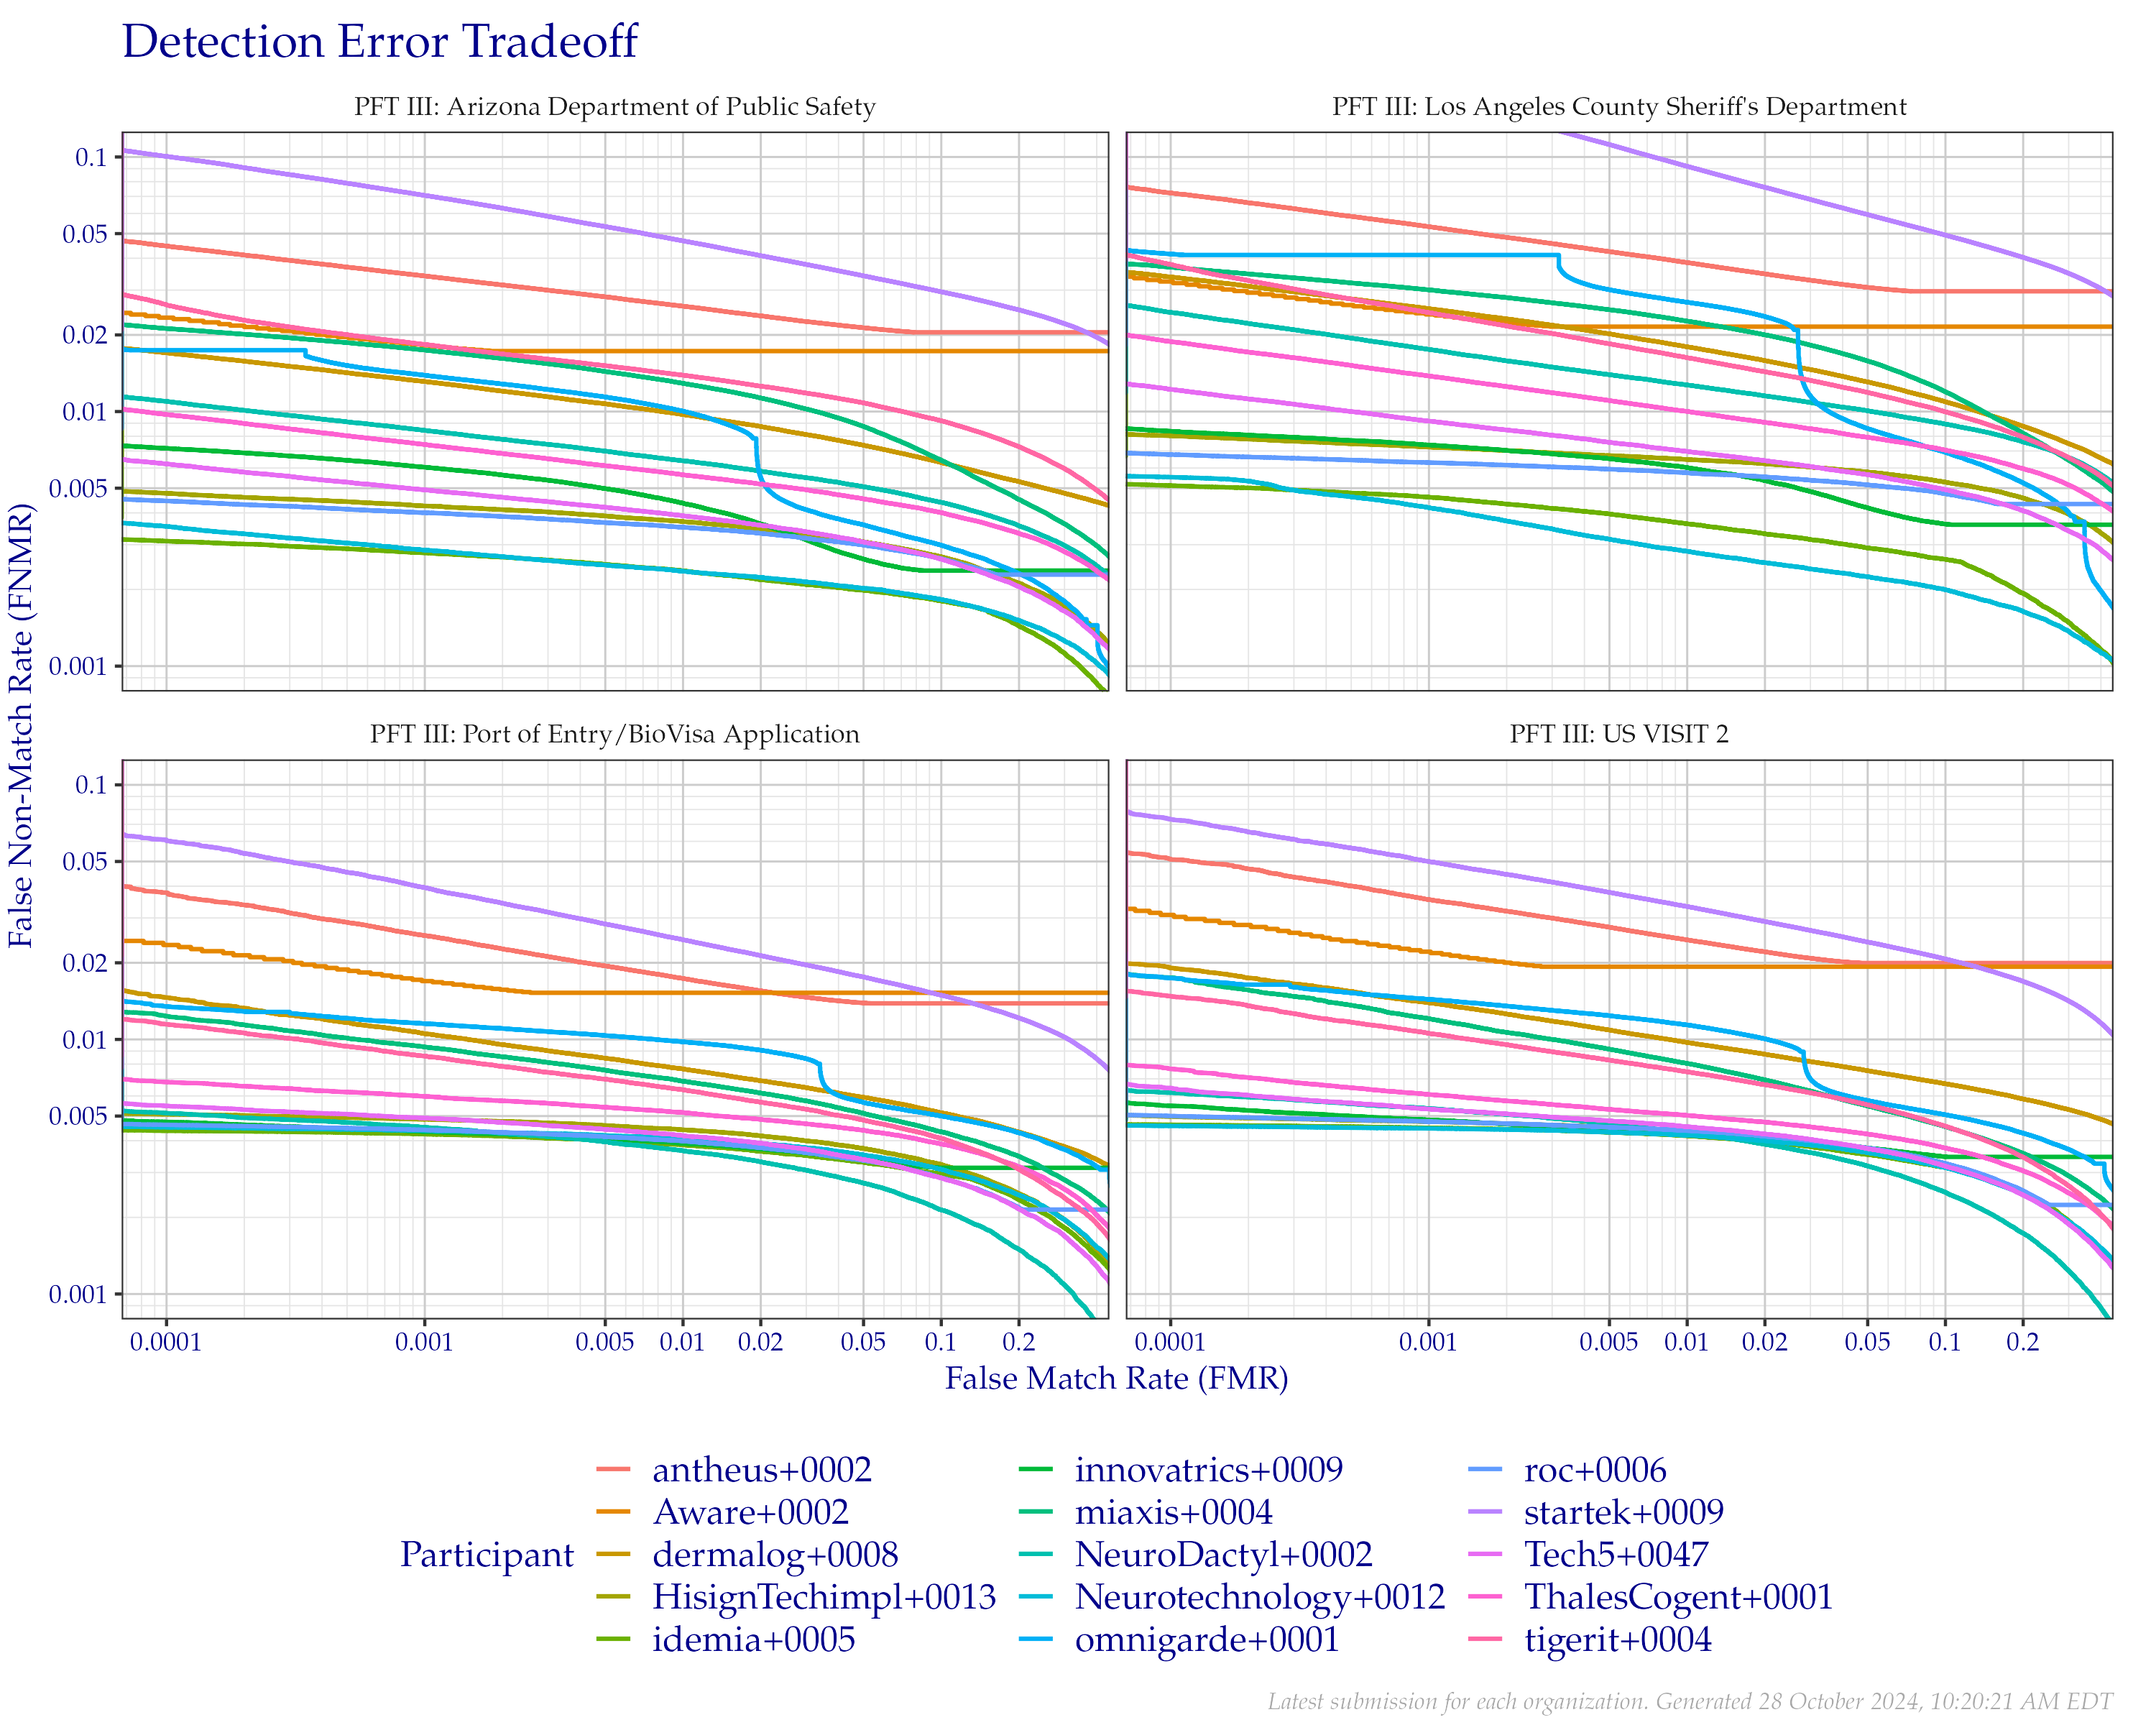 Detection Error Tradeoff
PFT III: Arizona Department of Public Safety
PFT III: Los Angeles County Sheriff's Department
0.1
0.05
0.02
0.01
0.005
0.001
False Non-Match Rate (FNMR)
PFT III: Port of Entry/BioVisa Application
PFT III: US VISIT 2
0.1
0.05
0.02
0.01
0.005
0.001
0.0001 0.001 0.005 0.01 0.02 0.05 0.1 0.2
0.0001 0.001 0.005 0.01 0.02 0.05 0.1 0.2
False Match Rate (FMR)
Participant
antheus+0002
Aware+0002
dermalog+0008
HisignTechimpl+0013
idemia+0005
innovatrics+0009
miaxis+0004
NeuroDactyl+0002
Neurotechnology+0012
omnigarde+0001
roc+0006
startek+0009
Tech5+0047
ThalesCogent+0001
tigerit+0004
Latest submission for each organization. Generated 28 October 2024, 10:20:21 AM EDT